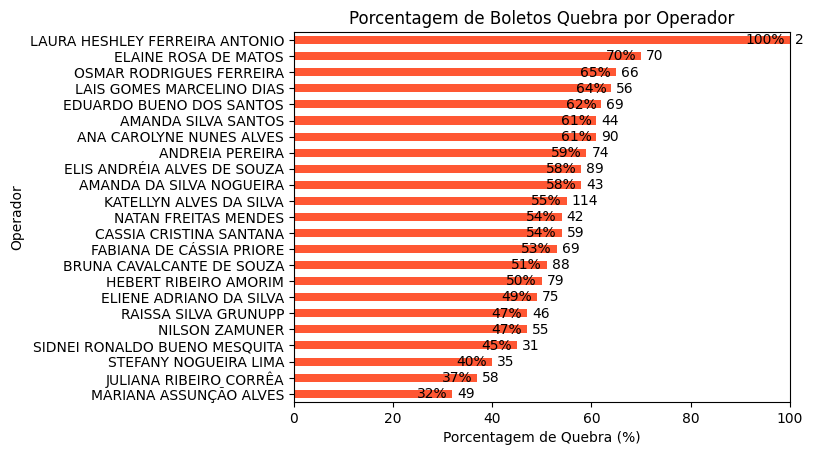 Porcentagem de Boletos Quebra por Operador
LAURA HESHLEY FERREIRA ANTONIO 100% 2
ELAINE ROSA DE MATOS 70% 70
OSMAR RODRIGUES FERREIRA 65% 66
LAIS GOMES MARCELINO DIAS 64% 56
EDUARDO BUENO DOS SANTOS 62% 69
AMANDA SILVA SANTOS 61% 44
ANA CAROLYNE NUNES ALVES 61% 90
ANDREIA PEREIRA 59% 74
ELIS ANDRÉIA ALVES DE SOUZA 58% 89
AMANDA DA SILVA NOGUEIRA 58% 43
KATELLYN ALVES DA SILVA 55% 114
NATAN FREITAS MENDES 54% 42
CASSIA CRISTINA SANTANA 54% 59
FABIANA DE CÁSSIA PRIORE 53% 69
BRUNA CAVALCANTE DE SOUZA 51% 88
HEBERT RIBEIRO AMORIM 50% 79
ELIENE ADRIANO DA SILVA 49% 75
RAISSA SILVA GRUNUPP 47% 46
NILSON ZAMUNER 47% 55
SIDNEI RONALDO BUENO MESQUITA 45% 31
STEFANY NOGUEIRA LIMA 40% 35
JULIANA RIBEIRO CORRÊA 37% 58
MARIANA ASSUNÇÃO ALVES 32% 49
Operador
0 20 40 60 80 100
Porcentagem de Quebra (%)